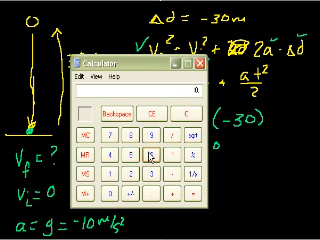 Δd = -30m
✓ Vf² = Vi² + 2a · Δd
+ at²/2
(-30)
Vf = ?
Vi = 0
a = g = -10 m/s²
Calculator
Edit View Help
0.
Backspace CE C
MC 7 8 9 / sqrt
MR 4 5 6 * %
MS 1 2 3 - 1/x
M+ 0 +/- . + =